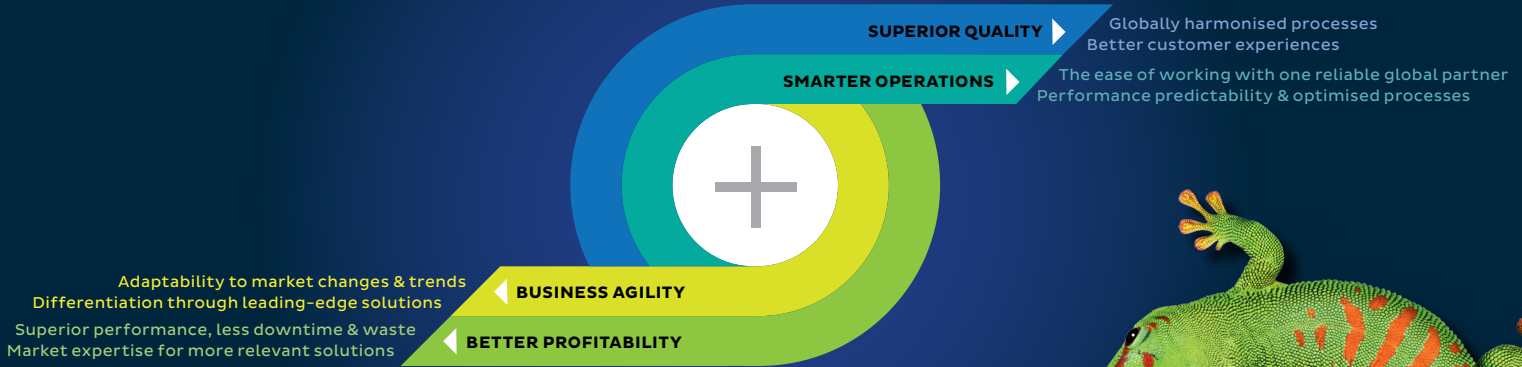 SUPERIOR QUALITY
Globally harmonised processes
Better customer experiences
SMARTER OPERATIONS
The ease of working with one reliable global partner
Performance predictability & optimised processes
Adaptability to market changes & trends
Differentiation through leading-edge solutions
BUSINESS AGILITY
Superior performance, less downtime & waste
Market expertise for more relevant solutions
BETTER PROFITABILITY